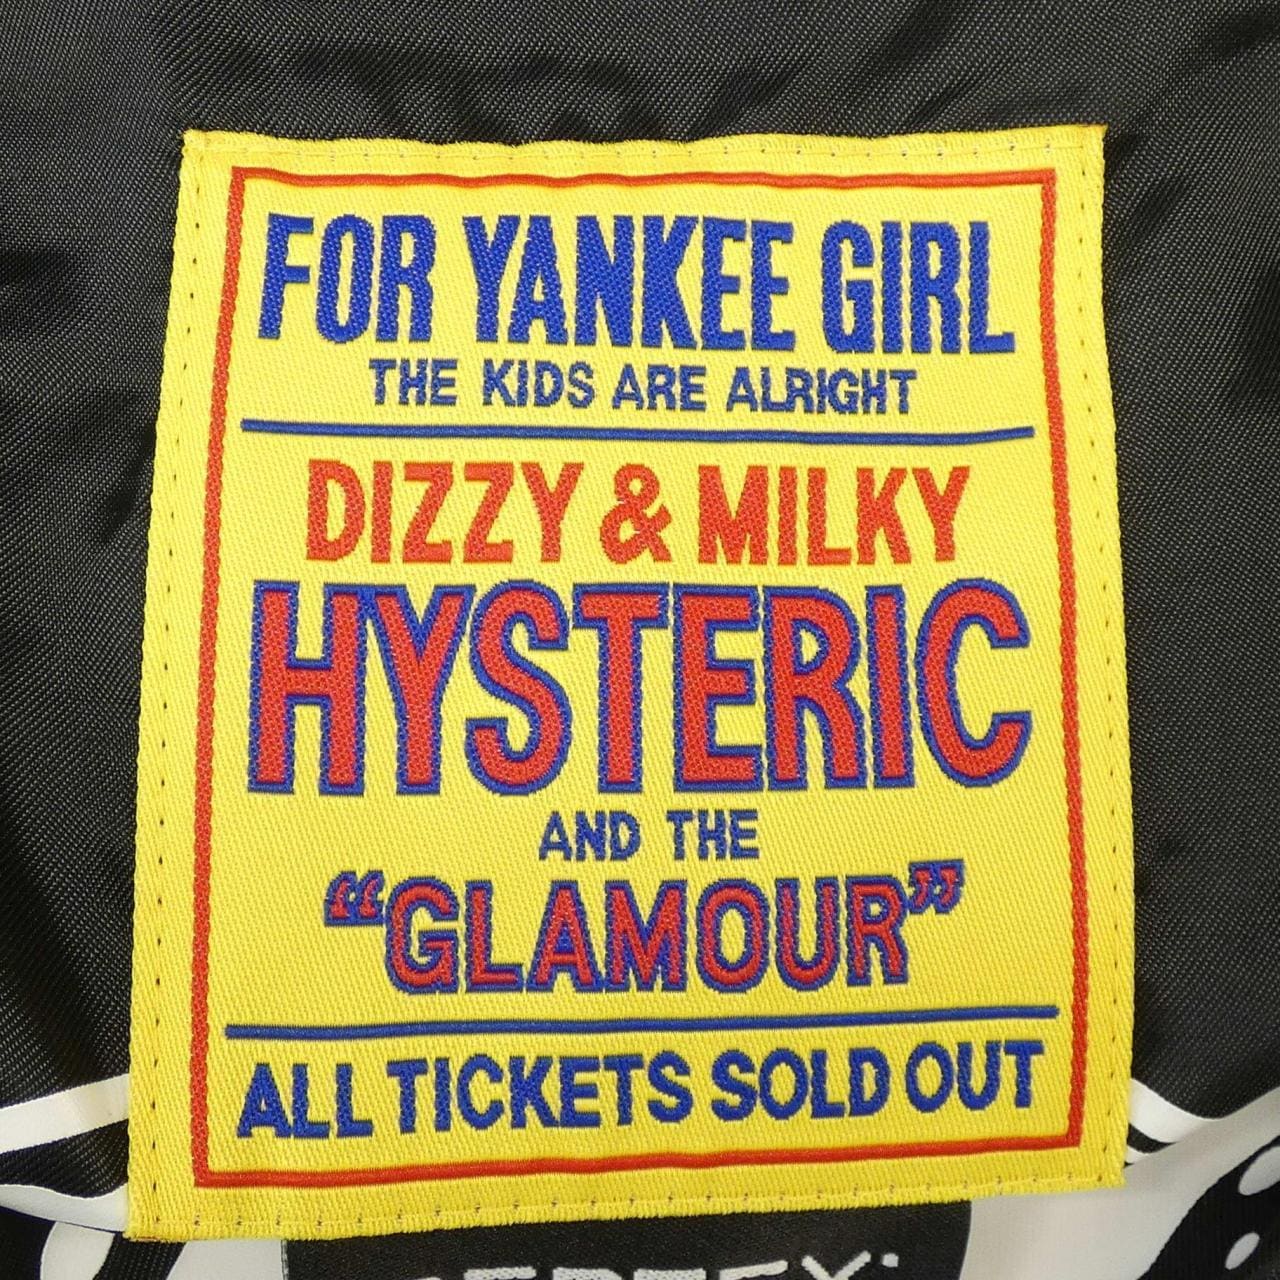 FOR YANKEE GIRL
THE KIDS ARE ALRIGHT
DIZZY & MILKY
HYSTERIC
AND THE
“GLAMOUR”
ALL TICKETS SOLD OUT